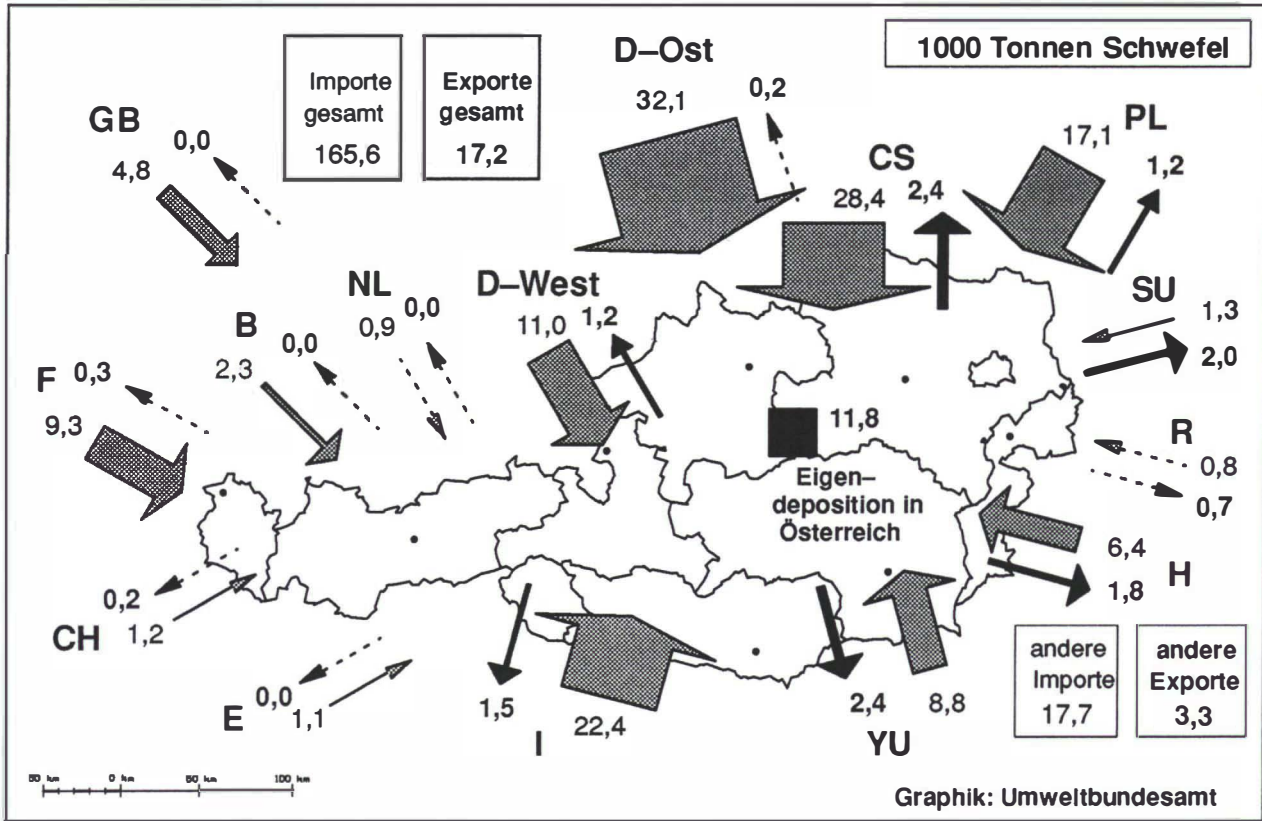 1000 Tonnen Schwefel
Importe
gesamt
165,6
Exporte
gesamt
17,2
D–Ost
32,1
0,2
GB
0,0
4,8
CS
28,4
2,4
PL
17,1
1,2
NL
0,0
0,9
D–West
11,0
1,2
SU
1,3
2,0
B
0,0
2,3
F
0,3
9,3
11,8
Eigen–
deposition in
Österreich
R
0,8
0,7
6,4
H
1,8
0,2
CH
1,2
0,0
E
1,1
1,5
I
22,4
2,4
YU
8,8
andere
Importe
17,7
andere
Exporte
3,3
50 km 0 km 50 km 100 km
Graphik: Umweltbundesamt